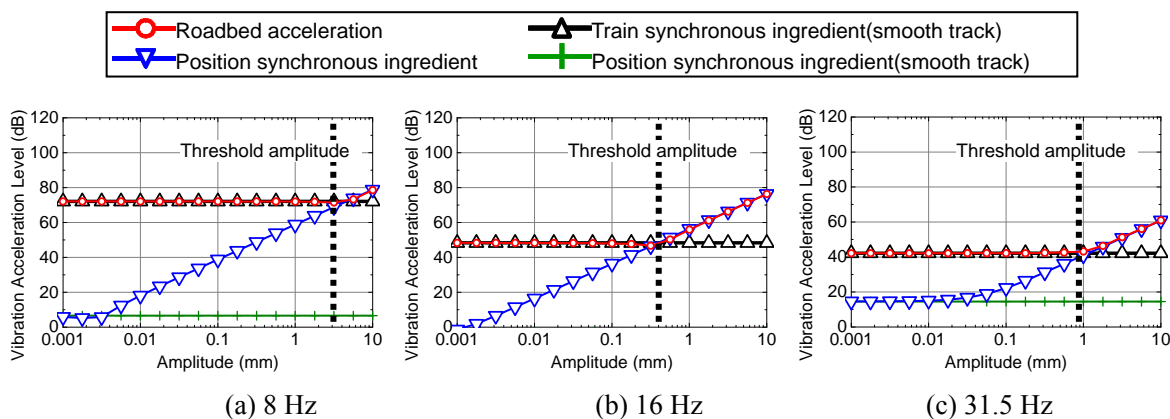 Roadbed acceleration
Train synchronous ingredient(smooth track)
Position synchronous ingredient
Position synchronous ingredient(smooth track)
Vibration Acceleration Level (dB)
120
100
80
60
40
20
0
Threshold amplitude
0.001
0.01
0.1
1
10
Amplitude (mm)
(a) 8 Hz
Vibration Acceleration Level (dB)
120
100
80
60
40
20
0
Threshold amplitude
0.001
0.01
0.1
1
10
Amplitude (mm)
(b) 16 Hz
Vibration Acceleration Level (dB)
120
100
80
60
40
20
0
Threshold amplitude
0.001
0.01
0.1
1
10
Amplitude (mm)
(c) 31.5 Hz